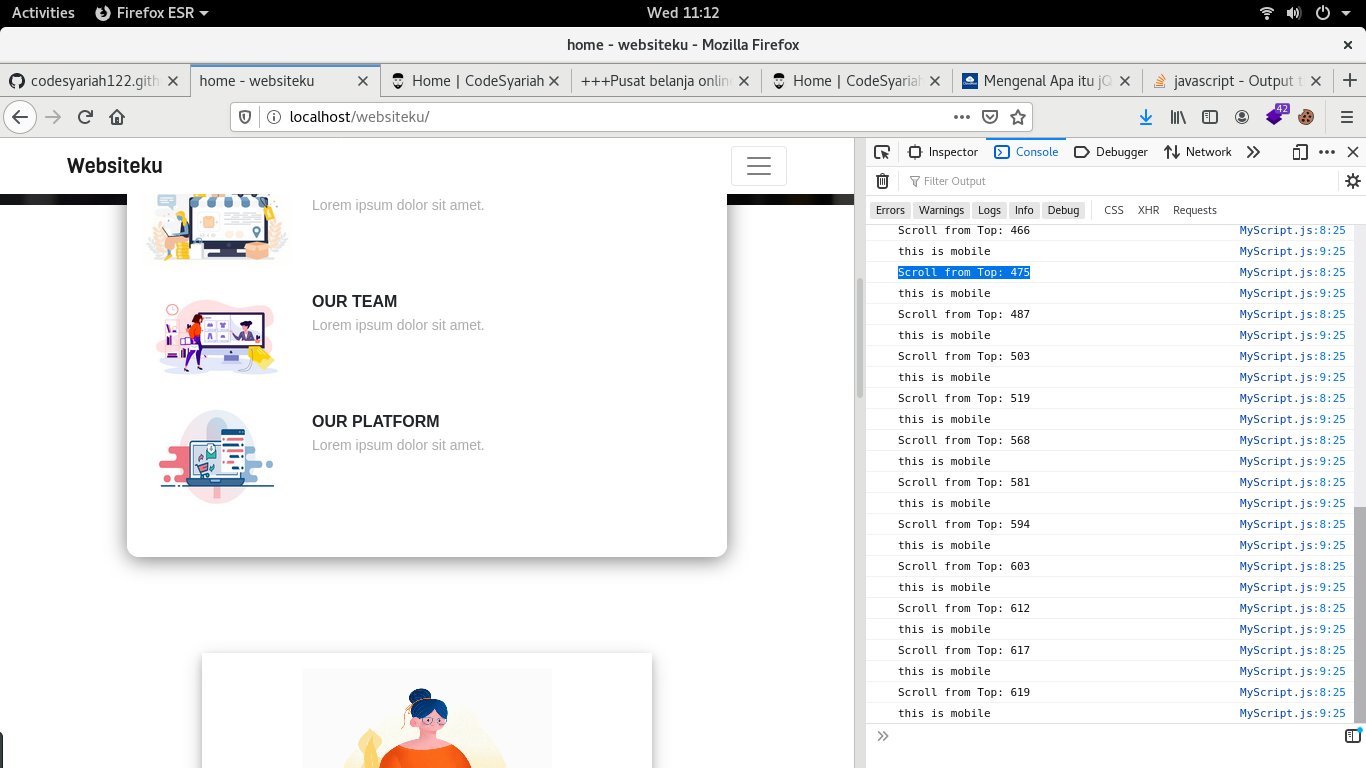 Activities Firefox ESR Wed 11:12
home - websiteku - Mozilla Firefox
codesyariah122.gith home - websiteku Home | CodeSyariah +++Pusat belanja online Home | CodeSyariah Mengenal Apa itu jQ javascript - Output t
localhost/websiteku/ 42
Websiteku
Lorem ipsum dolor sit amet.
OUR TEAM
Lorem ipsum dolor sit amet.
OUR PLATFORM
Lorem ipsum dolor sit amet.
Inspector Console Debugger Network
Filter Output
Errors Warnings Logs Info Debug CSS XHR Requests
Scroll from Top: 466 MyScript.js:8:25
this is mobile MyScript.js:9:25
Scroll from Top: 475 MyScript.js:8:25
this is mobile MyScript.js:9:25
Scroll from Top: 487 MyScript.js:8:25
this is mobile MyScript.js:9:25
Scroll from Top: 503 MyScript.js:8:25
this is mobile MyScript.js:9:25
Scroll from Top: 519 MyScript.js:8:25
this is mobile MyScript.js:9:25
Scroll from Top: 568 MyScript.js:8:25
this is mobile MyScript.js:9:25
Scroll from Top: 581 MyScript.js:8:25
this is mobile MyScript.js:9:25
Scroll from Top: 594 MyScript.js:8:25
this is mobile MyScript.js:9:25
Scroll from Top: 603 MyScript.js:8:25
this is mobile MyScript.js:9:25
Scroll from Top: 612 MyScript.js:8:25
this is mobile MyScript.js:9:25
Scroll from Top: 617 MyScript.js:8:25
this is mobile MyScript.js:9:25
Scroll from Top: 619 MyScript.js:8:25
this is mobile MyScript.js:9:25